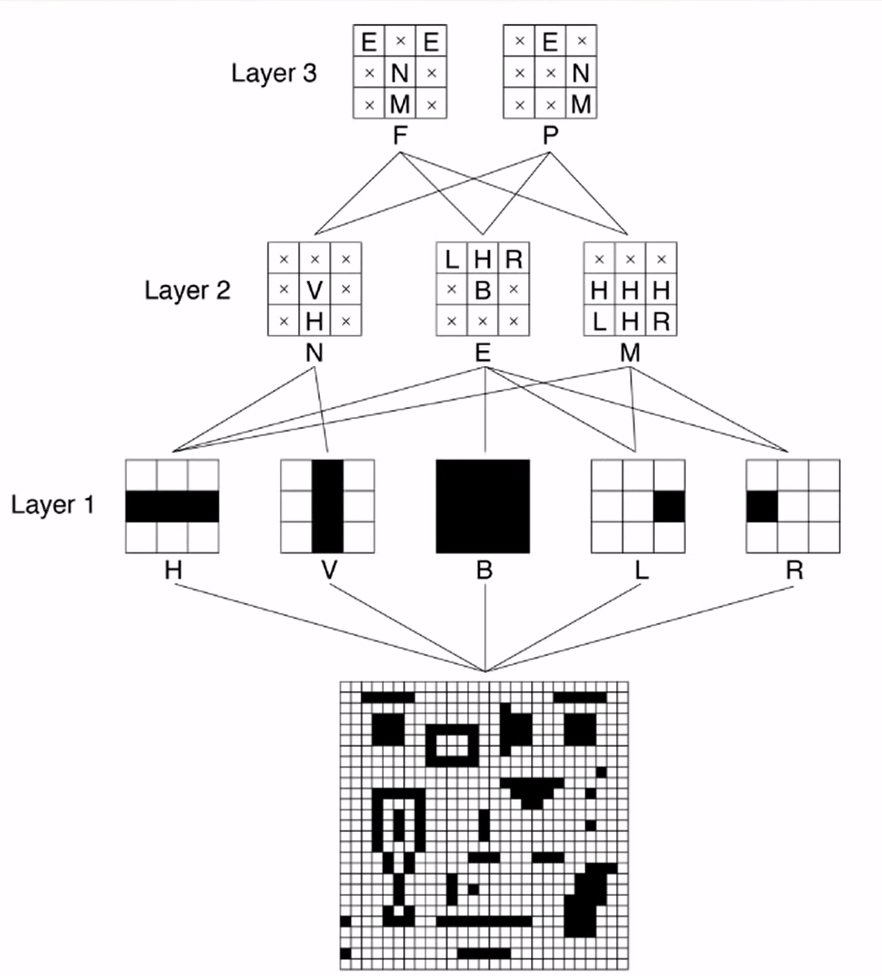 E × E × E ×
Layer 3 × N × × × N
× M × × × M
F P
× × × L H R × × ×
Layer 2 × V × × B × H H H
× H × × × × L H R
N E M
Layer 1
H V B L R